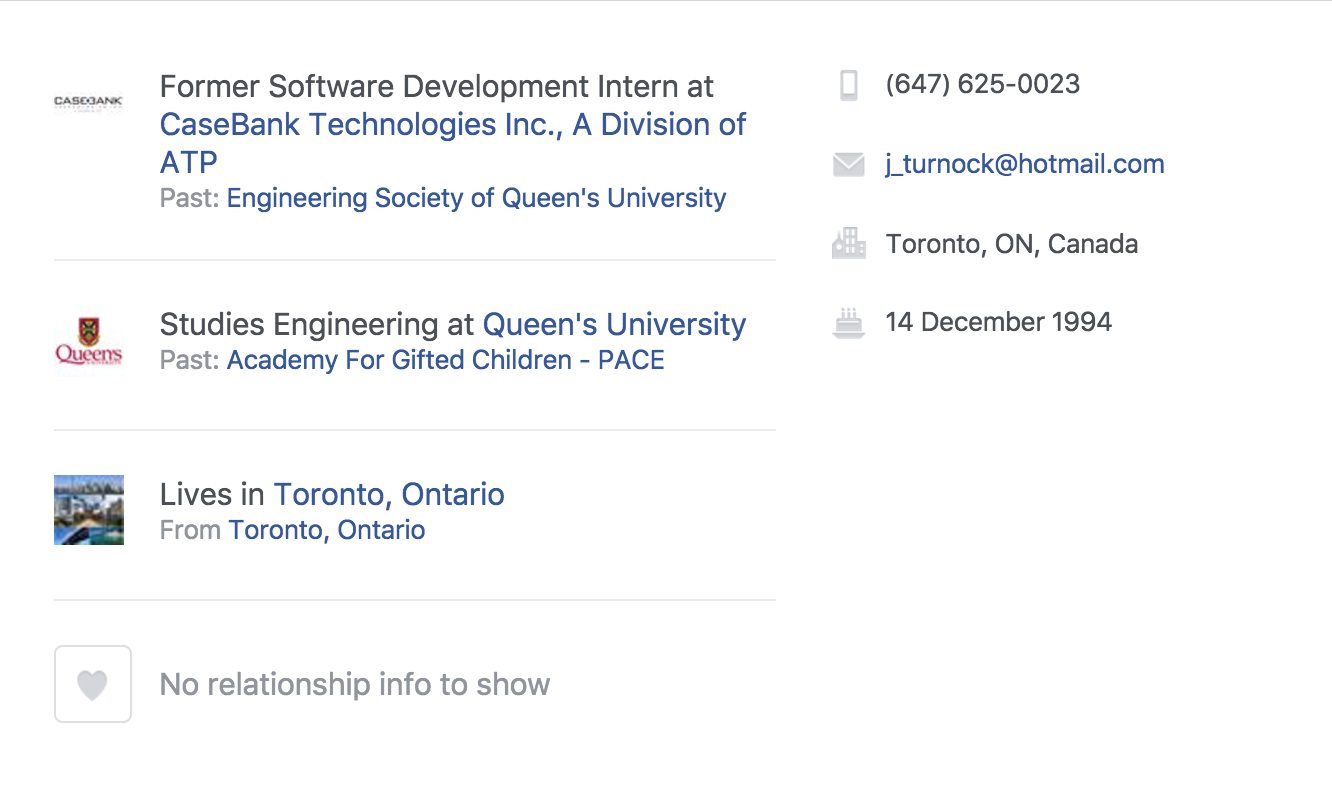 CASEBANK
Former Software Development Intern at
CaseBank Technologies Inc., A Division of
ATP
Past: Engineering Society of Queen's University
Queen's
UNIVERSITY
Studies Engineering at Queen's University
Past: Academy For Gifted Children - PACE
Lives in Toronto, Ontario
From Toronto, Ontario
No relationship info to show
(647) 625-0023
j_turnock@hotmail.com
Toronto, ON, Canada
14 December 1994